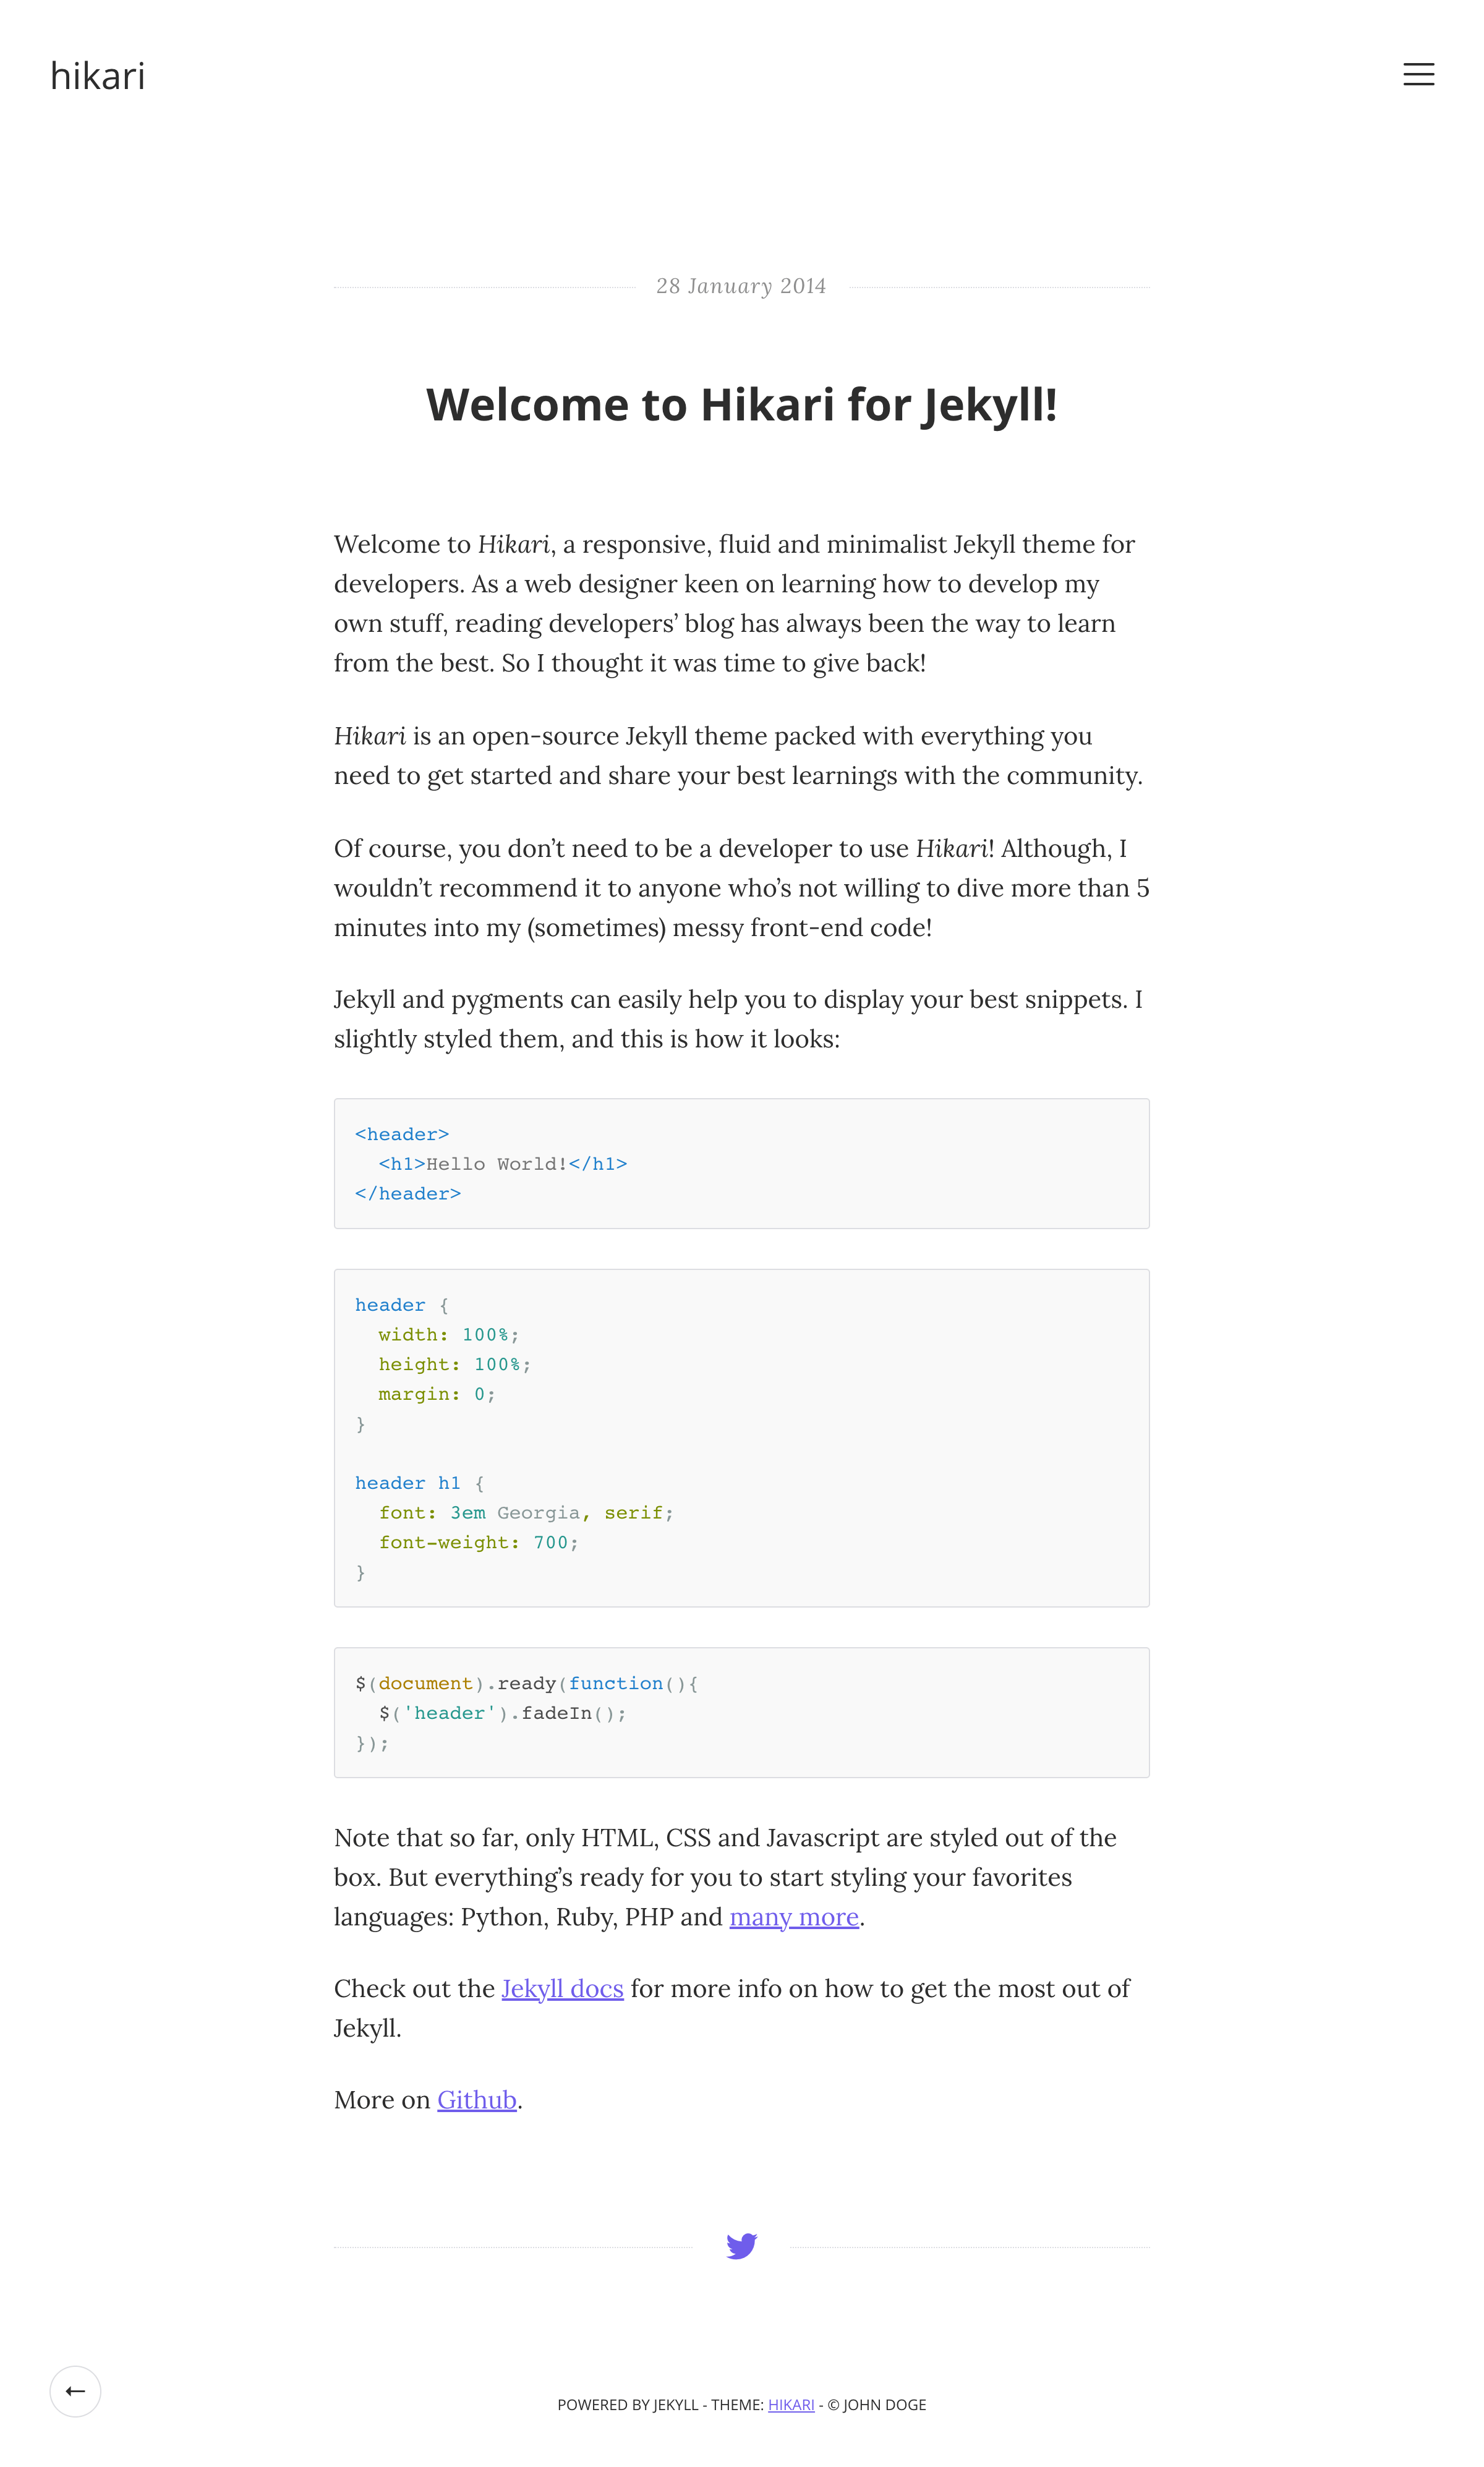 hikari
28 January 2014
Welcome to Hikari for Jekyll!
Welcome to Hikari, a responsive, fluid and minimalist Jekyll theme for
developers. As a web designer keen on learning how to develop my
own stuff, reading developers’ blog has always been the way to learn
from the best. So I thought it was time to give back!
Hikari is an open-source Jekyll theme packed with everything you
need to get started and share your best learnings with the community.
Of course, you don’t need to be a developer to use Hikari! Although, I
wouldn’t recommend it to anyone who’s not willing to dive more than 5
minutes into my (sometimes) messy front-end code!
Jekyll and pygments can easily help you to display your best snippets. I
slightly styled them, and this is how it looks:
<header>
  <h1>Hello World!</h1>
</header>
header {
  width: 100%;
  height: 100%;
  margin: 0;
}
header h1 {
  font: 3em Georgia, serif;
  font-weight: 700;
}
$(document).ready(function(){
  $('header').fadeIn();
});
Note that so far, only HTML, CSS and Javascript are styled out of the
box. But everything’s ready for you to start styling your favorites
languages: Python, Ruby, PHP and many more.
Check out the Jekyll docs for more info on how to get the most out of
Jekyll.
More on Github.
POWERED BY JEKYLL - THEME: HIKARI - © JOHN DOGE